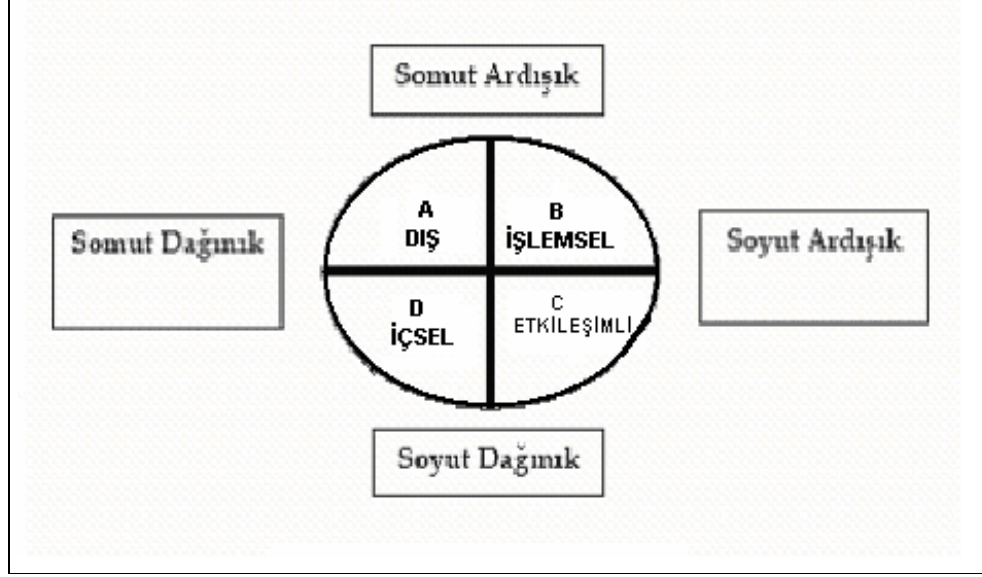 Somut Ardışık
A
DIŞ
B
İŞLEMSEL
Somut Dağınık
Soyut Ardışık
D
İÇSEL
C
ETKİLEŞİMLİ
Soyut Dağınık